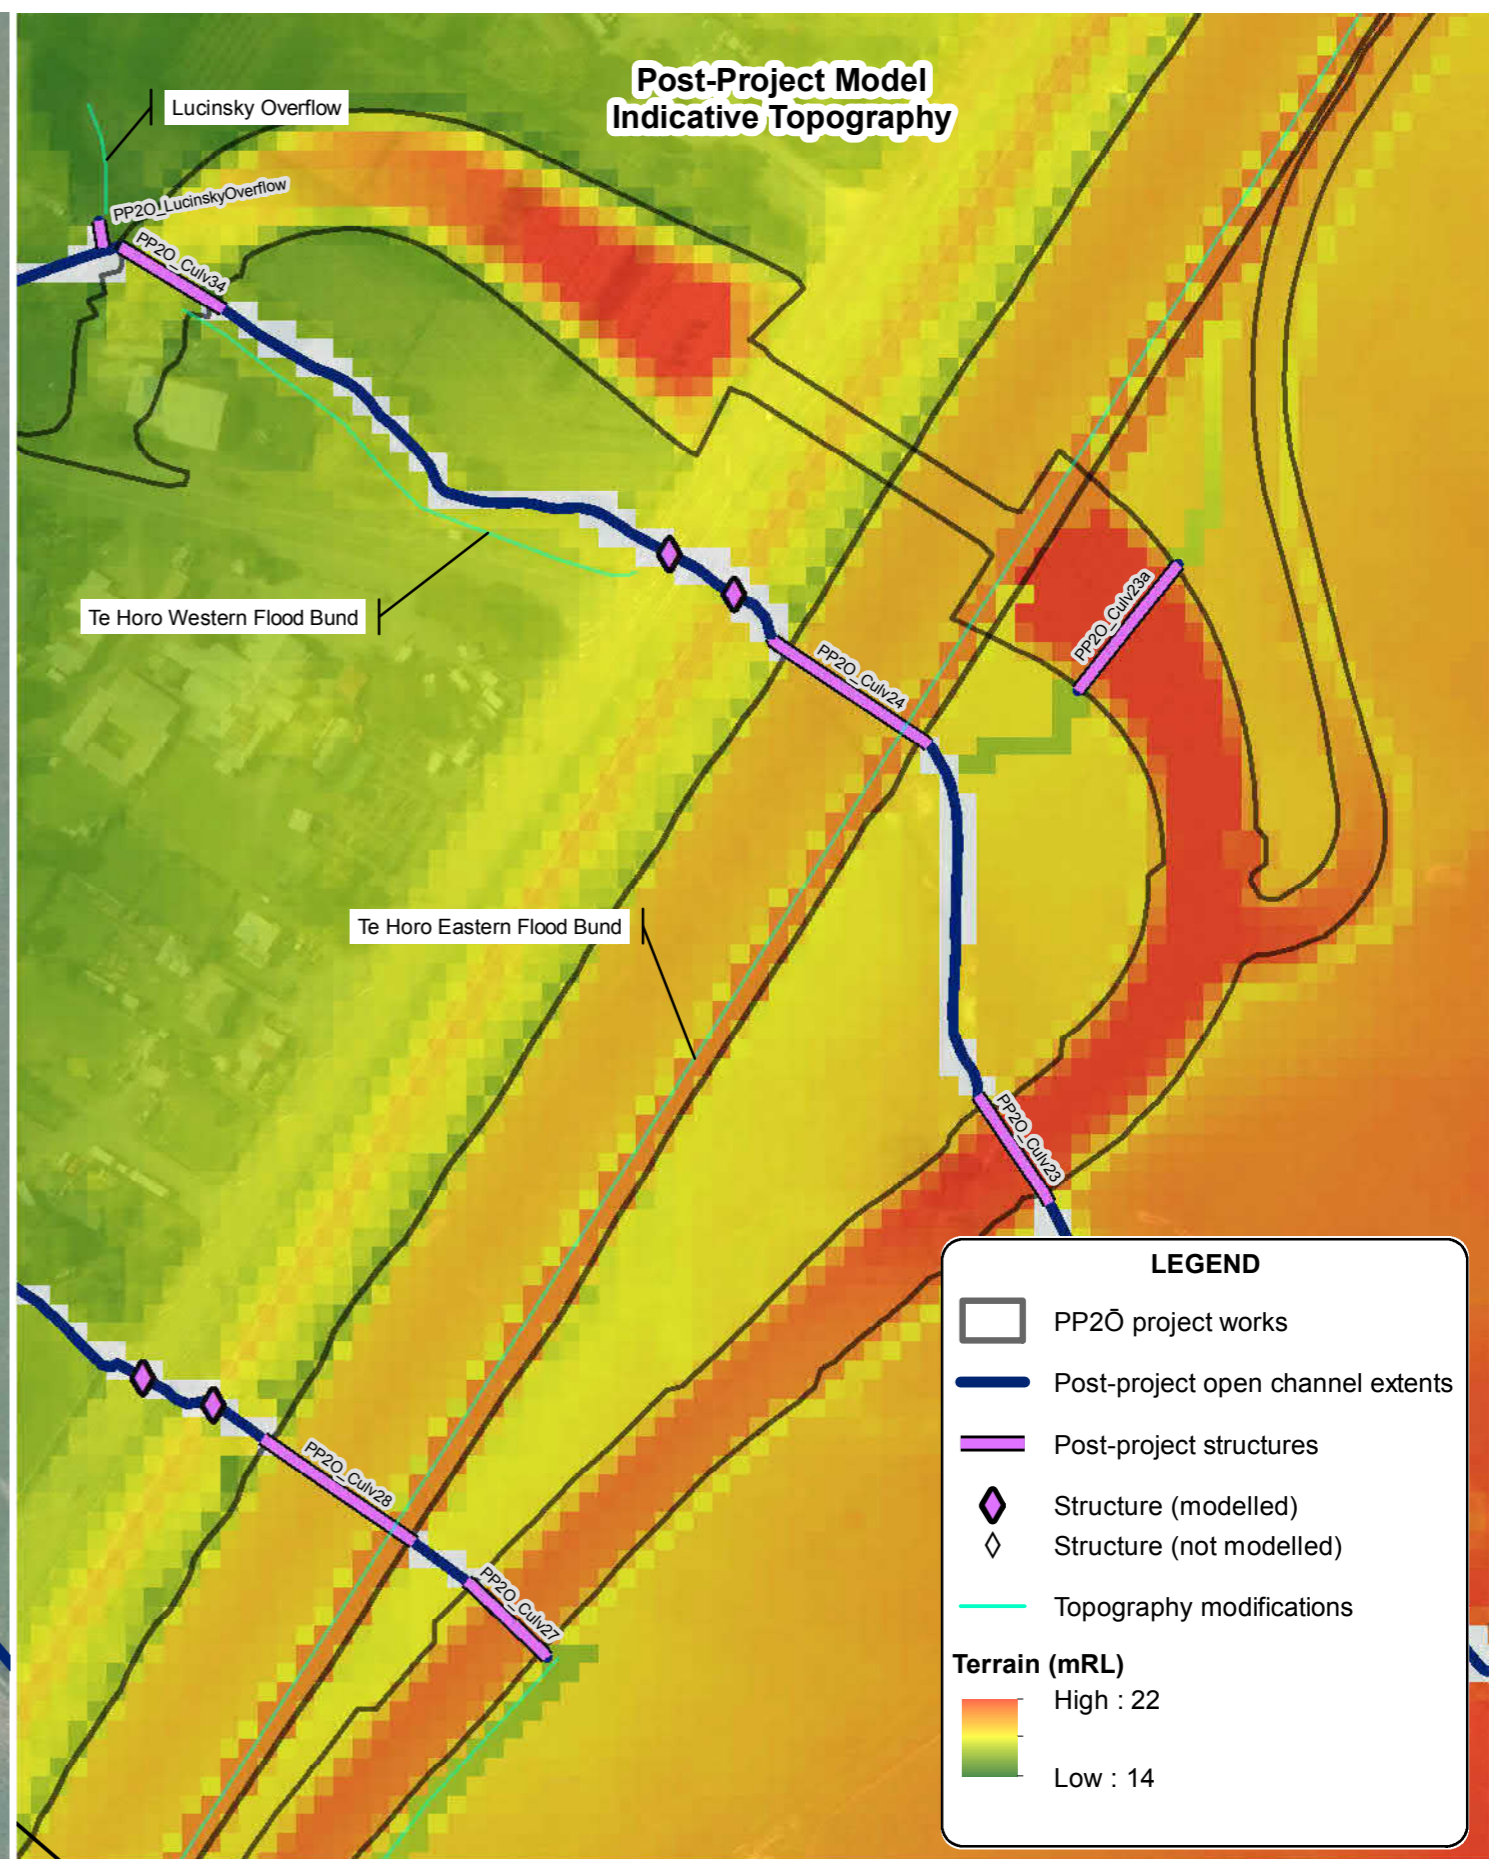 Post-Project Model
Indicative Topography
Lucinsky Overflow
PP2O_LucinskyOverflow
PP2O_Culv34
Te Horo Western Flood Bund
PP2O_Culv23a
PP2O_Culv24
Te Horo Eastern Flood Bund
PP2O_Culv23
PP2O_Culv28
PP2O_Culv27
LEGEND
PP2Ō project works
Post-project open channel extents
Post-project structures
Structure (modelled)
Structure (not modelled)
Topography modifications
Terrain (mRL)
High : 22
Low : 14